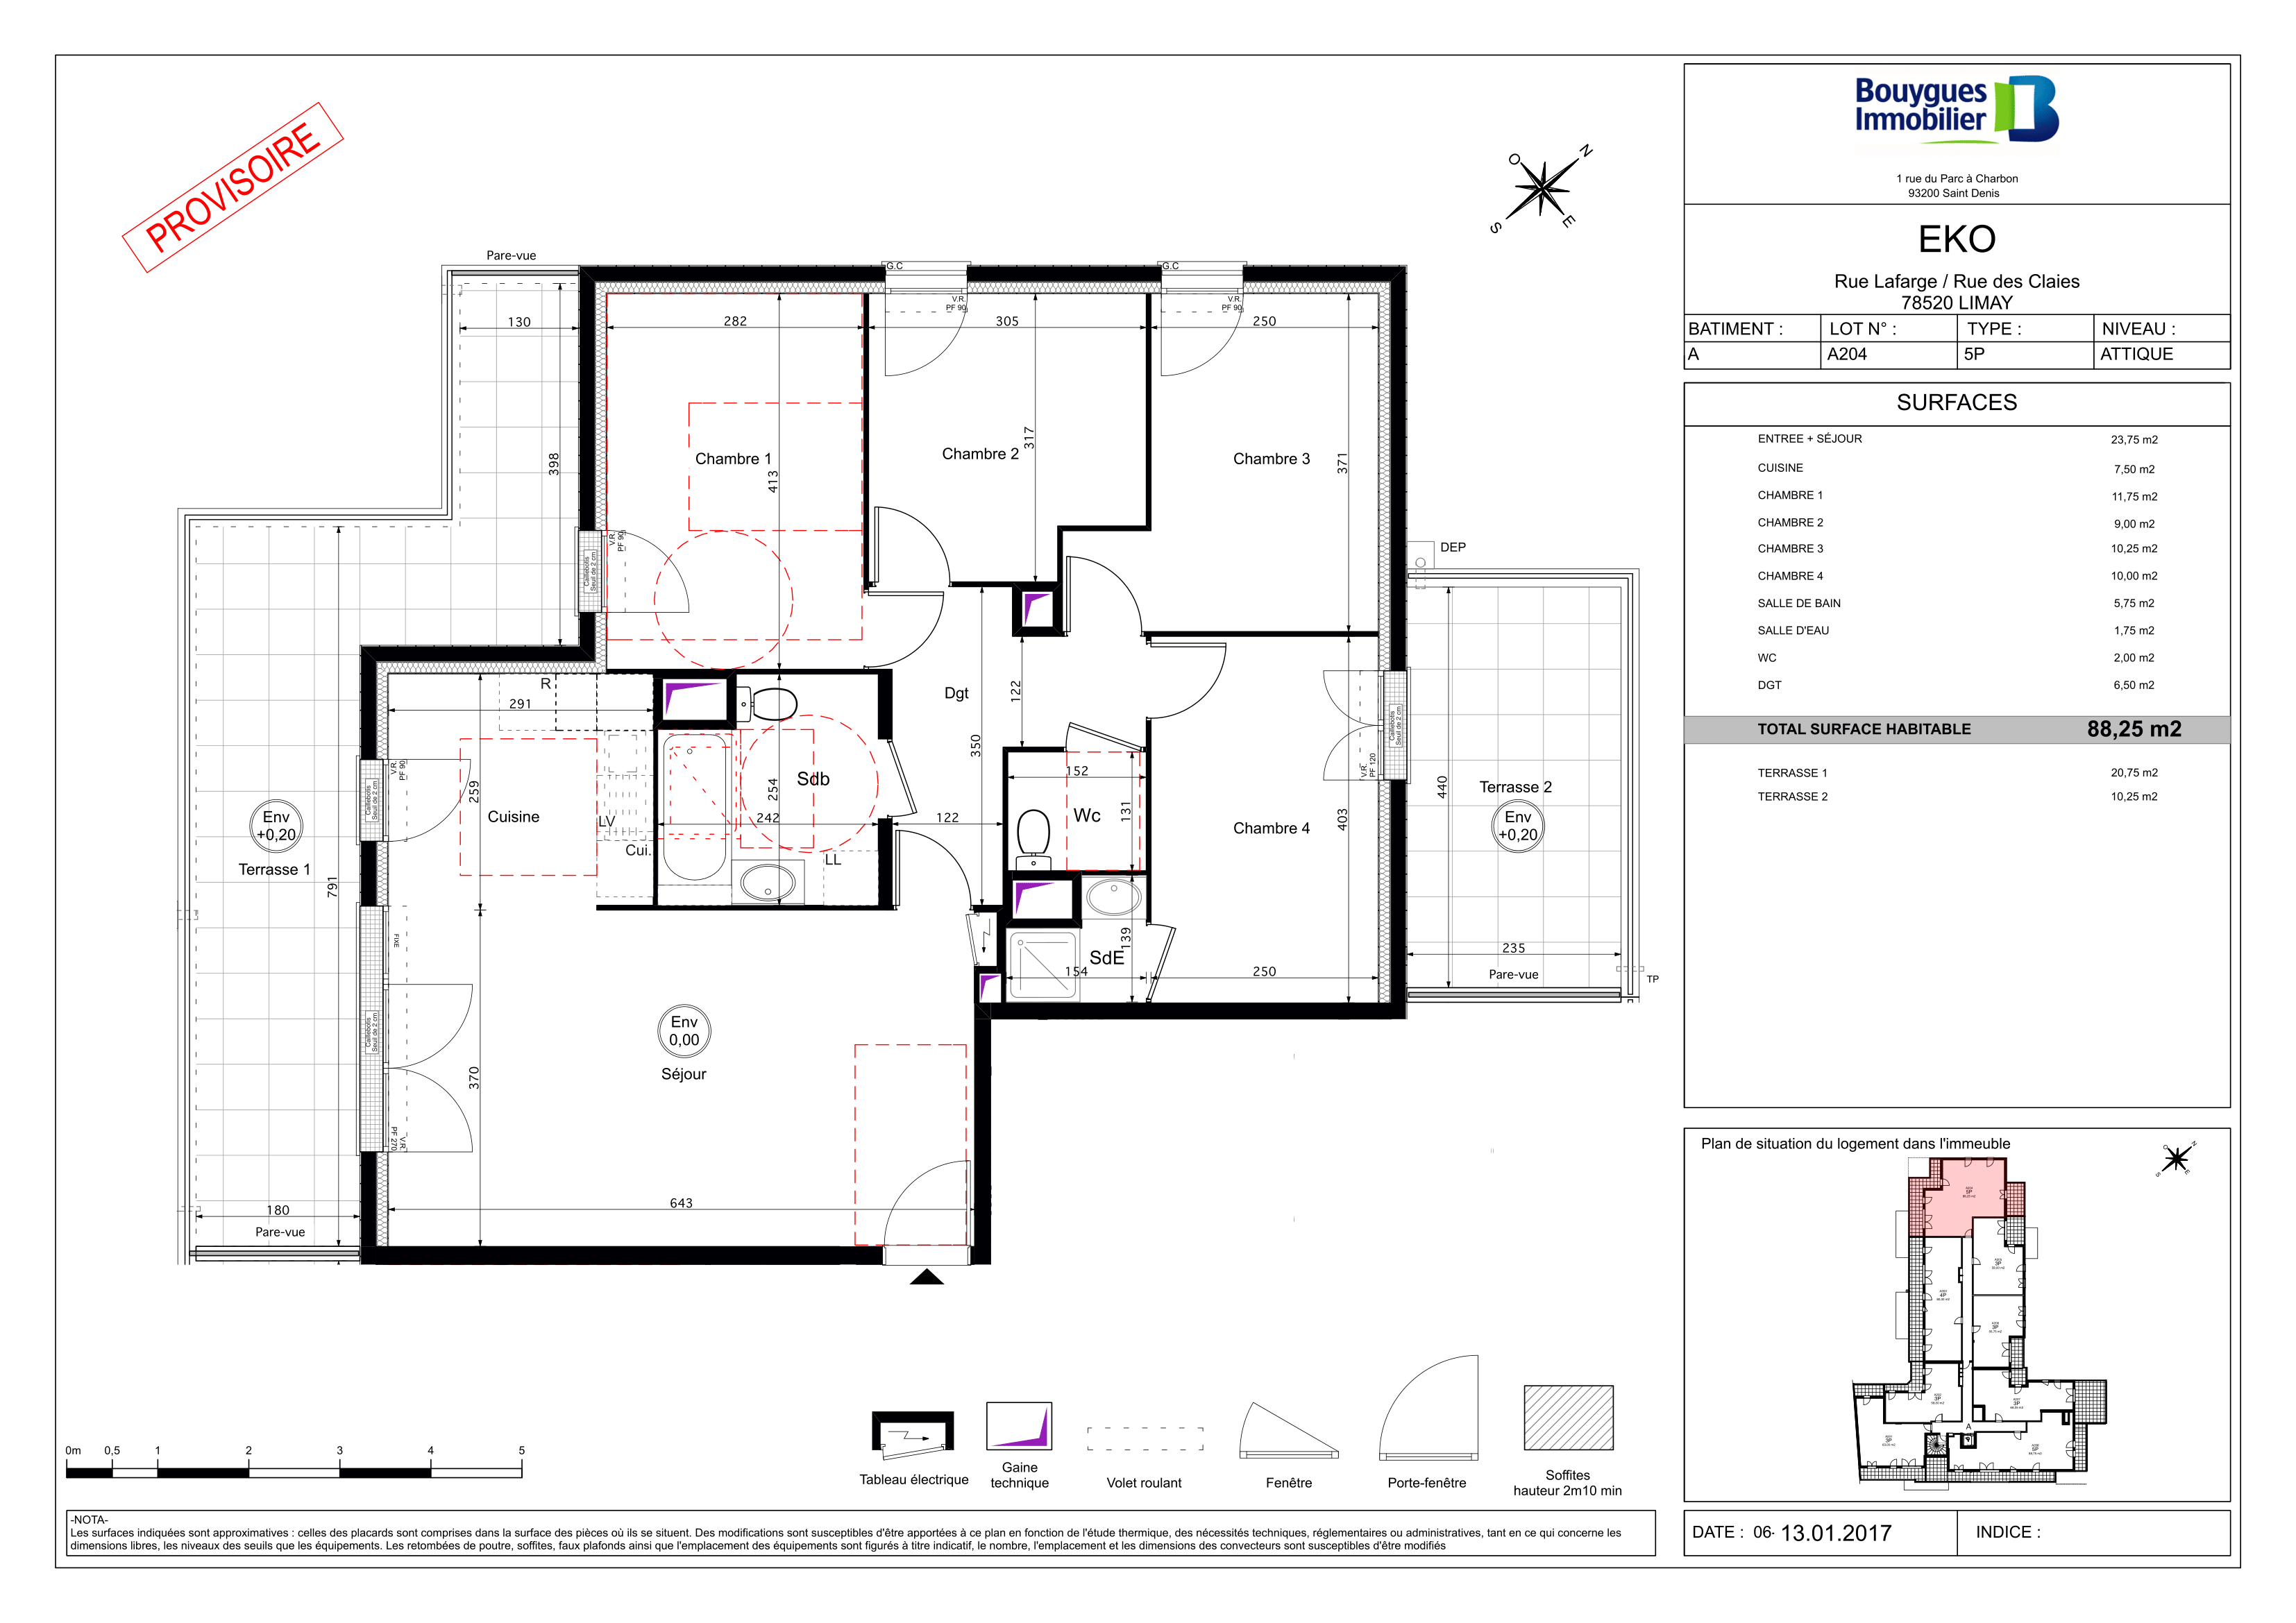 PROVISOIRE
O
N
S
E
Bouygues
Immobilier
1 rue du Parc à Charbon
93200 Saint Denis
EKO
Rue Lafarge / Rue des Claies
78520 LIMAY
BATIMENT : LOT N° : TYPE : NIVEAU :
A A204 5P ATTIQUE
SURFACES
ENTREE + SÉJOUR 23,75 m2
CUISINE 7,50 m2
CHAMBRE 1 11,75 m2
CHAMBRE 2 9,00 m2
CHAMBRE 3 10,25 m2
CHAMBRE 4 10,00 m2
SALLE DE BAIN 5,75 m2
SALLE D'EAU 1,75 m2
WC 2,00 m2
DGT 6,50 m2
TOTAL SURFACE HABITABLE 88,25 m2
TERRASSE 1 20,75 m2
TERRASSE 2 10,25 m2
Plan de situation du logement dans l'immeuble
O
N
S
E
5P
4P
3P
3P
3P
3P
3P
5P
A
DATE : 06- 13.01.2017 INDICE :
Pare-vue
G.C
G.C
V.R.
PF 90
V.R.
PF 90
130
282
305
250
398
413
317
371
Chambre 1
Chambre 2
Chambre 3
V.R.
PF 90
Caillebotis
Seuil de 2 cm
DEP
R
291
Dgt
122
350
259
V.R.
PF 90
Caillebotis
Seuil de 2 cm
Cuisine
LV
Cui.
Sdb
254
242
LL
122
152
131
Wc
Chambre 4
403
Caillebotis
Seuil de 2 cm
V.R.
PF 120
440
Terrasse 2
Env
+0,20
235
Pare-vue
TP
Env
+0,20
Terrasse 1
791
FIXE
Caillebotis
Seuil de 2 cm
V.R.
PF 270
139
SdE
154
250
Env
0,00
Séjour
370
643
180
Pare-vue
0m 0,5 1 2 3 4 5
Tableau électrique
Gaine
technique
Volet roulant
Fenêtre
Porte-fenêtre
Soffites
hauteur 2m10 min
-NOTA-
Les surfaces indiquées sont approximatives : celles des placards sont comprises dans la surface des pièces où ils se situent. Des modifications sont susceptibles d'être apportées à ce plan en fonction de l'étude thermique, des nécessités techniques, réglementaires ou administratives, tant en ce qui concerne les
dimensions libres, les niveaux des seuils que les équipements. Les retombées de poutre, soffites, faux plafonds ainsi que l'emplacement des équipements sont figurés à titre indicatif, le nombre, l'emplacement et les dimensions des convecteurs sont susceptibles d'être modifiés